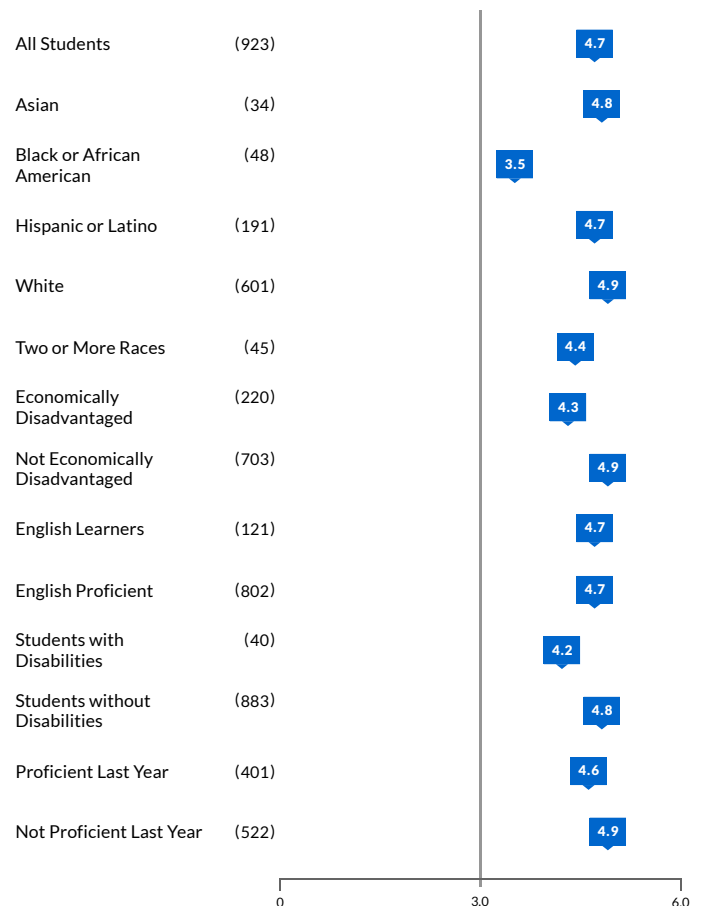 All Students (923) 4.7
Asian (34) 4.8
Black or African (48) 3.5
American
Hispanic or Latino (191) 4.7
White (601) 4.9
Two or More Races (45) 4.4
Economically (220) 4.3
Disadvantaged
Not Economically (703) 4.9
Disadvantaged
English Learners (121) 4.7
English Proficient (802) 4.7
Students with (40) 4.2
Disabilities
Students without (883) 4.8
Disabilities
Proficient Last Year (401) 4.6
Not Proficient Last Year (522) 4.9
0 3.0 6.0